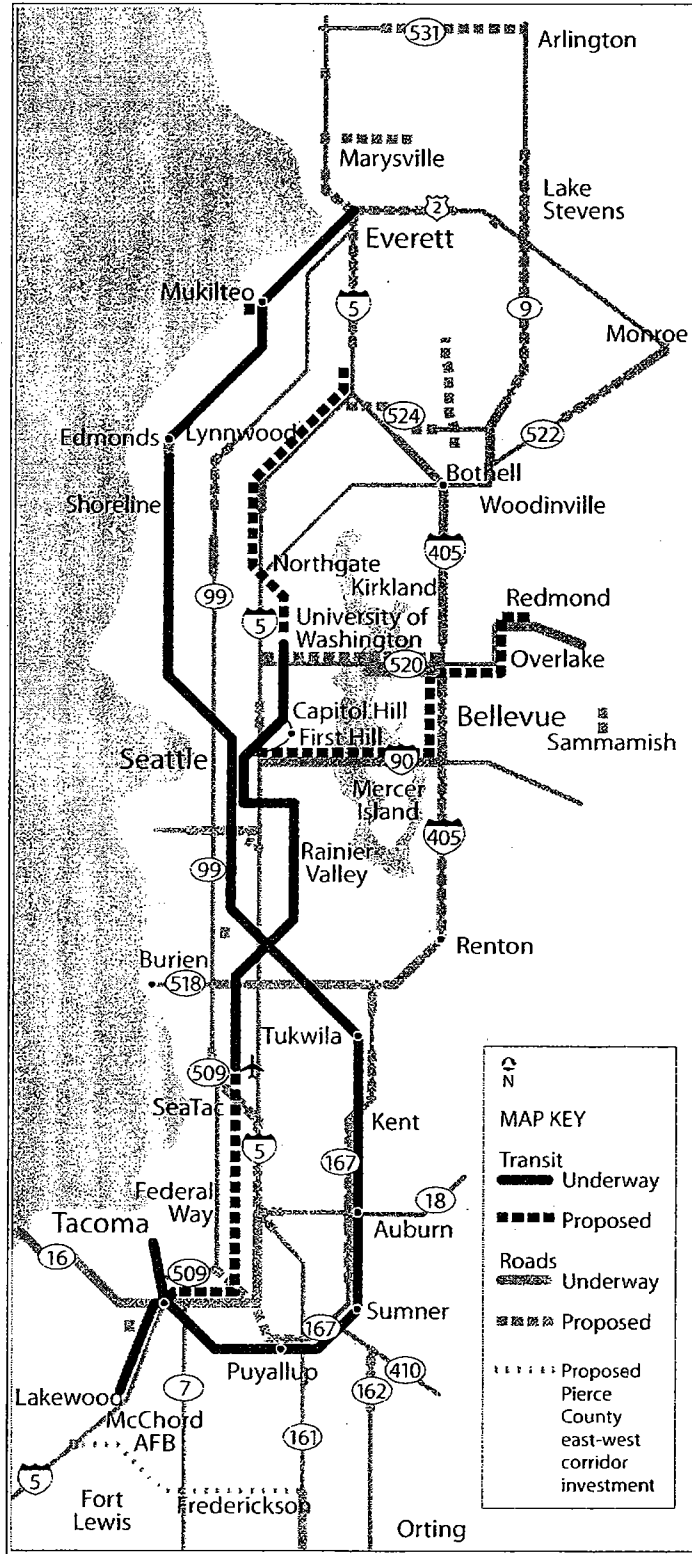 531
Arlington
Marysville
2
Lake
Stevens
Everett
Mukilteo
5
9
Monroe
Edmonds
Lynnwood
524
522
Bothell
Shoreline
Woodinville
405
Northgate
Kirkland
99
5
University of
Washington
Redmond
520
Overlake
Capitol Hill
First Hill
Bellevue
Seattle
90
Sammamish
Mercer
Island
405
Rainier
Valley
99
Renton
Burien
518
Tukwila
509
SeaTac
Kent
5
167
Federal
Way
18
Tacoma
Auburn
16
509
Sumner
167
Puyallup
410
Lakewood
7
162
McChord
AFB
161
5
Fort
Lewis
Frederickson
Orting
N
MAP KEY
Transit
Underway
Proposed
Roads
Underway
Proposed
Proposed
Pierce
County
east-west
corridor
investment